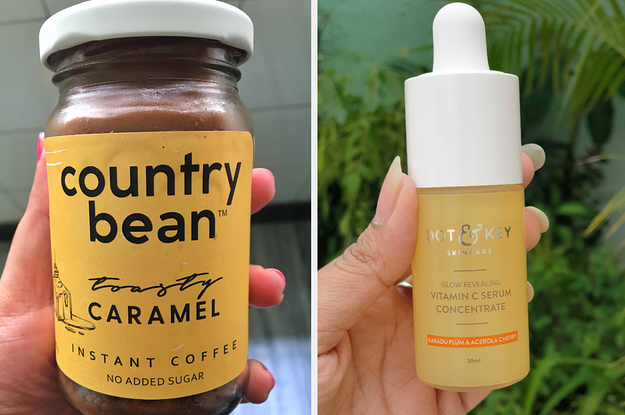 country
bean™
toasty
CARAMEL
INSTANT COFFEE
NO ADDED SUGAR
DOT & KEY
SKINCARE
GLOW REVEALING
VITAMIN C SERUM
CONCENTRATE
KAKADU PLUM & ACEROLA CHERRY
30ml